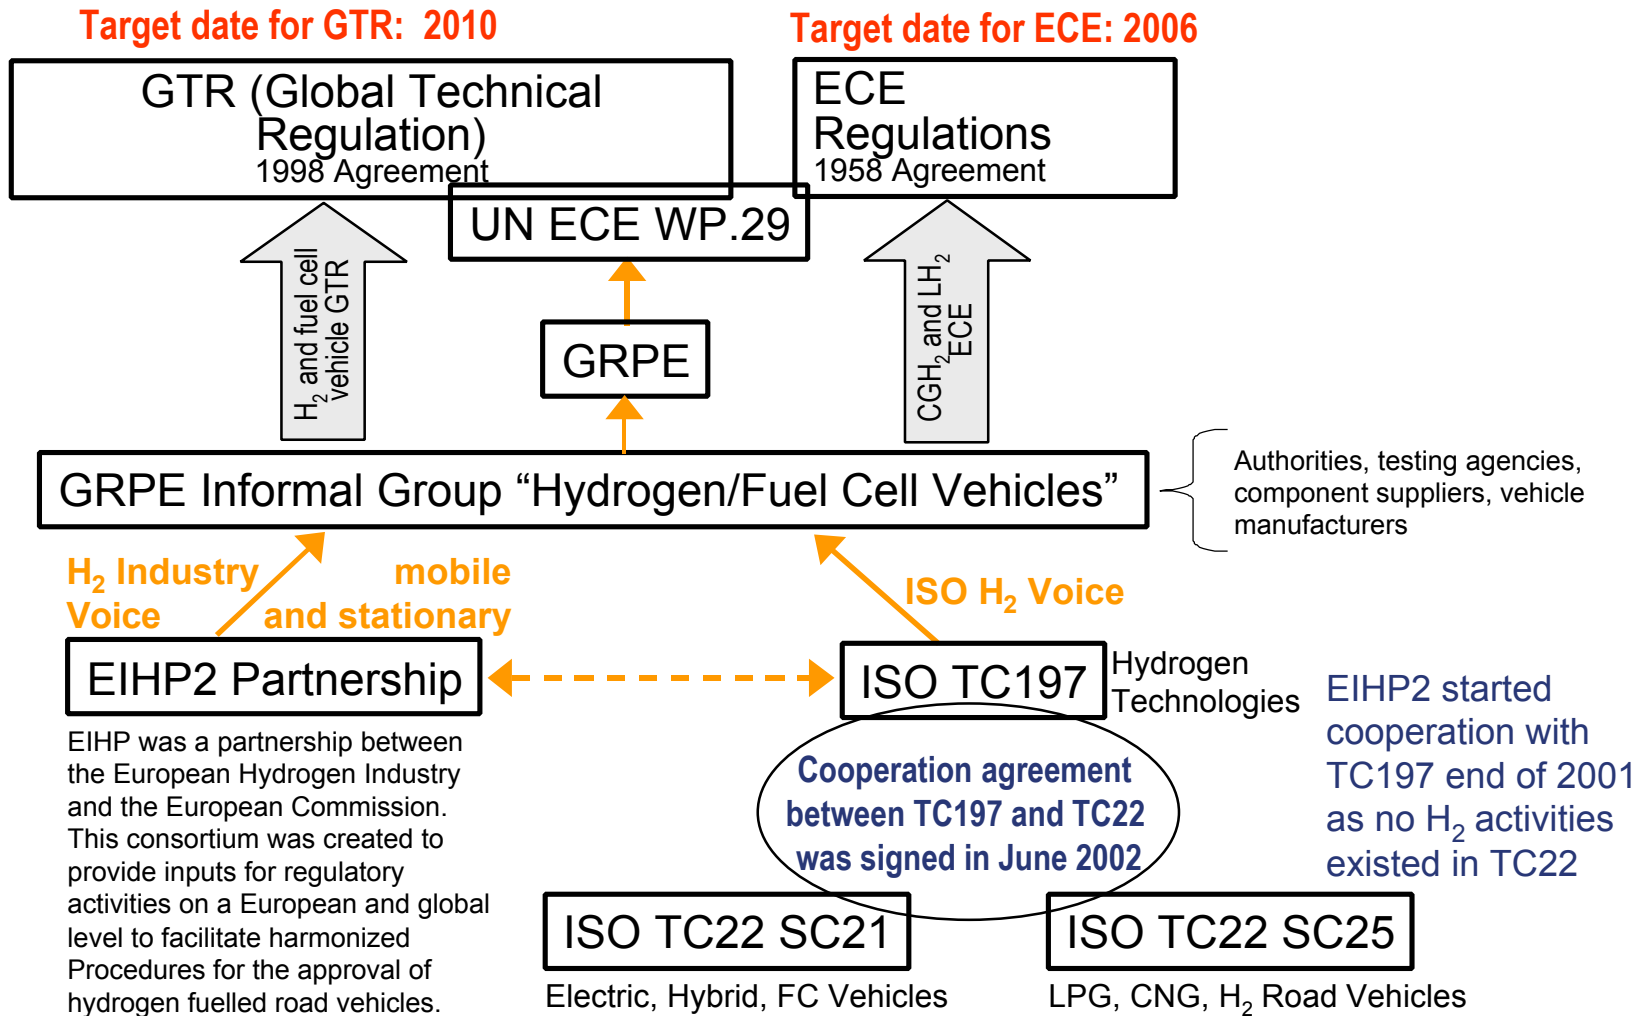 Target date for GTR: 2010
Target date for ECE: 2006
GTR (Global Technical
Regulation)
1998 Agreement
ECE
Regulations
1958 Agreement
UN ECE WP.29
H₂ and fuel cell
vehicle GTR
CGH₂ and LH₂
ECE
GRPE
GRPE Informal Group “Hydrogen/Fuel Cell Vehicles”
Authorities, testing agencies,
component suppliers, vehicle
manufacturers
H₂ Industry mobile
Voice and stationary
ISO H₂ Voice
EIHP2 Partnership
ISO TC197
Hydrogen
Technologies
EIHP2 started
cooperation with
TC197 end of 2001
as no H₂ activities
existed in TC22
EIHP was a partnership between
the European Hydrogen Industry
and the European Commission.
This consortium was created to
provide inputs for regulatory
activities on a European and global
level to facilitate harmonized
Procedures for the approval of
hydrogen fuelled road vehicles.
Cooperation agreement
between TC197 and TC22
was signed in June 2002
ISO TC22 SC21
Electric, Hybrid, FC Vehicles
ISO TC22 SC25
LPG, CNG, H₂ Road Vehicles